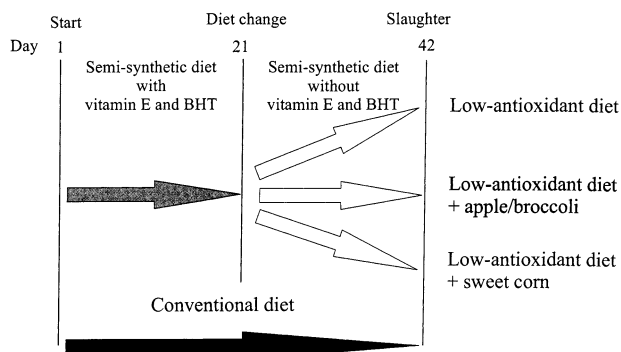 Start
Diet change
Slaughter
Day
1
21
42
Semi-synthetic diet
with
vitamin E and BHT
Semi-synthetic diet
without
vitamin E and BHT
Low-antioxidant diet
Low-antioxidant diet
+ apple/broccoli
Low-antioxidant diet
+ sweet corn
Conventional diet